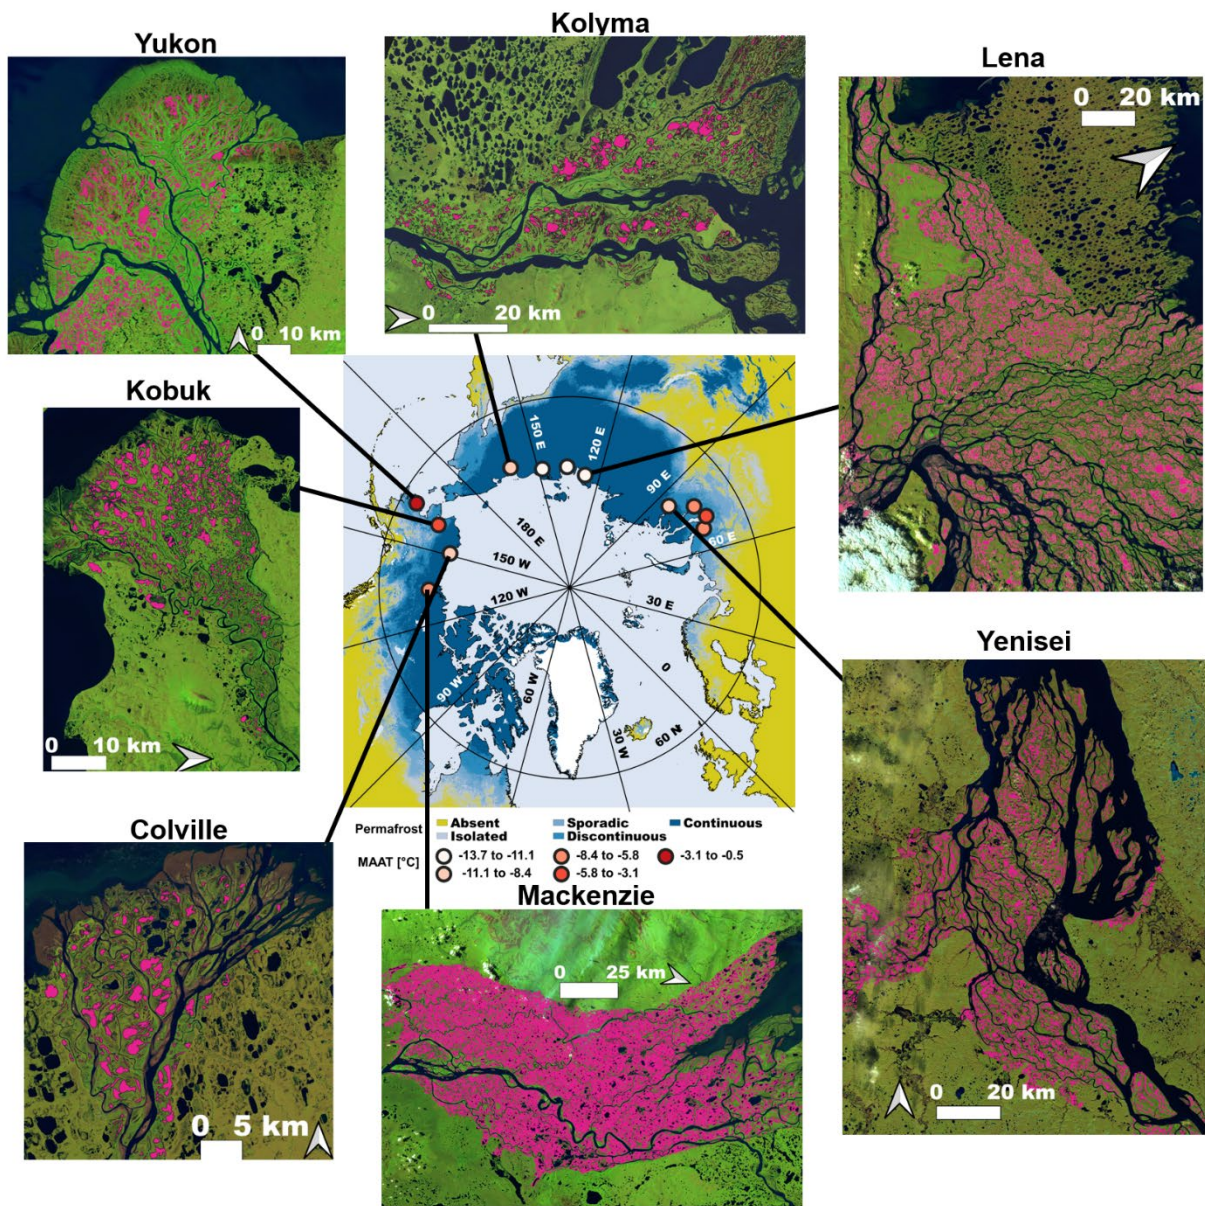 Kolyma
Yukon
Lena
0 20 km
0 10 km
0 20 km
Kobuk
0 10 km
150 E
120 E
90 E
60 E
180 E
150 W
120 W
30 E
90 W
60 W
0
30 W
60 N
Yenisei
0 20 km
Colville
0 5 km
Permafrost
Absent
Isolated
Sporadic
Discontinuous
Continuous
MAAT [°C]
-13.7 to -11.1
-8.4 to -5.8
-3.1 to -0.5
-11.1 to -8.4
-5.8 to -3.1
Mackenzie
0 25 km